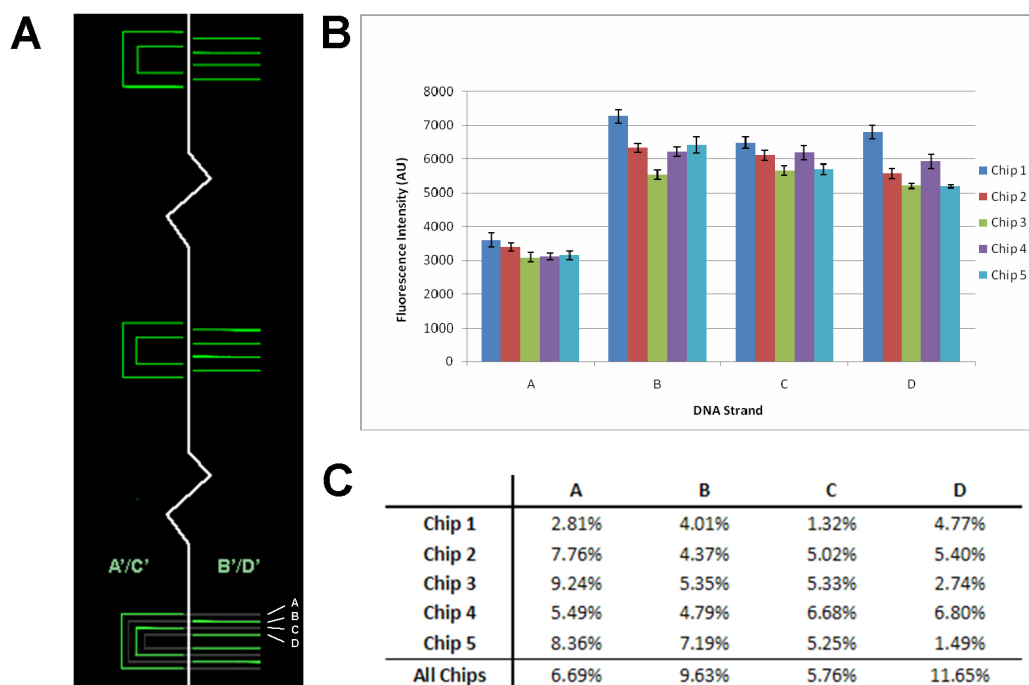 A
A'/C' B'/D'
A
B
C
D
B
8000
7000
6000
5000
4000
3000
2000
1000
0
Fluorescence Intensity (AU)
A B C D
DNA Strand
Chip 1
Chip 2
Chip 3
Chip 4
Chip 5
C
A B C D
Chip 1 2.81% 4.01% 1.32% 4.77%
Chip 2 7.76% 4.37% 5.02% 5.40%
Chip 3 9.24% 5.35% 5.33% 2.74%
Chip 4 5.49% 4.79% 6.68% 6.80%
Chip 5 8.36% 7.19% 5.25% 1.49%
All Chips 6.69% 9.63% 5.76% 11.65%